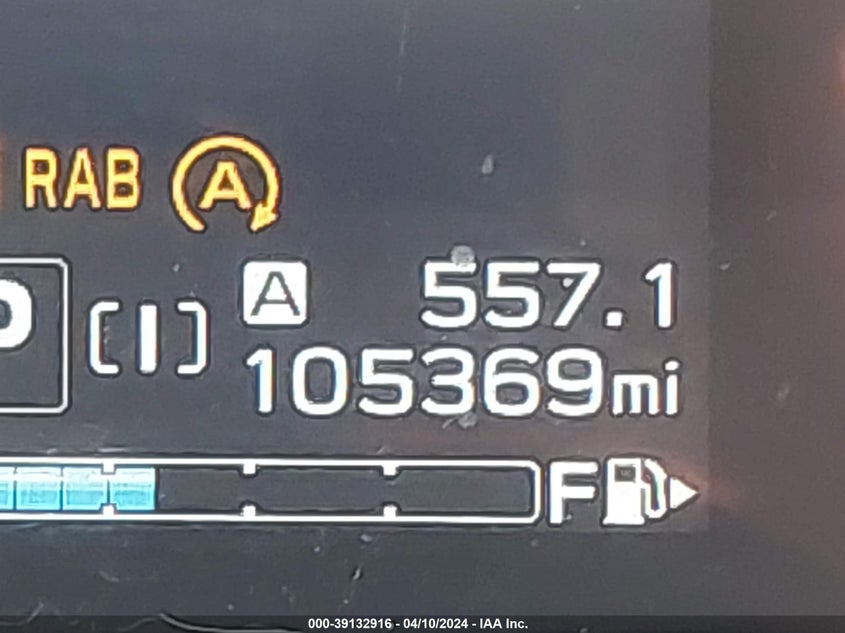 RAB A
A 557.1
P [I] 105369mi
F
000-39132916 - 04/10/2024 - IAA Inc.